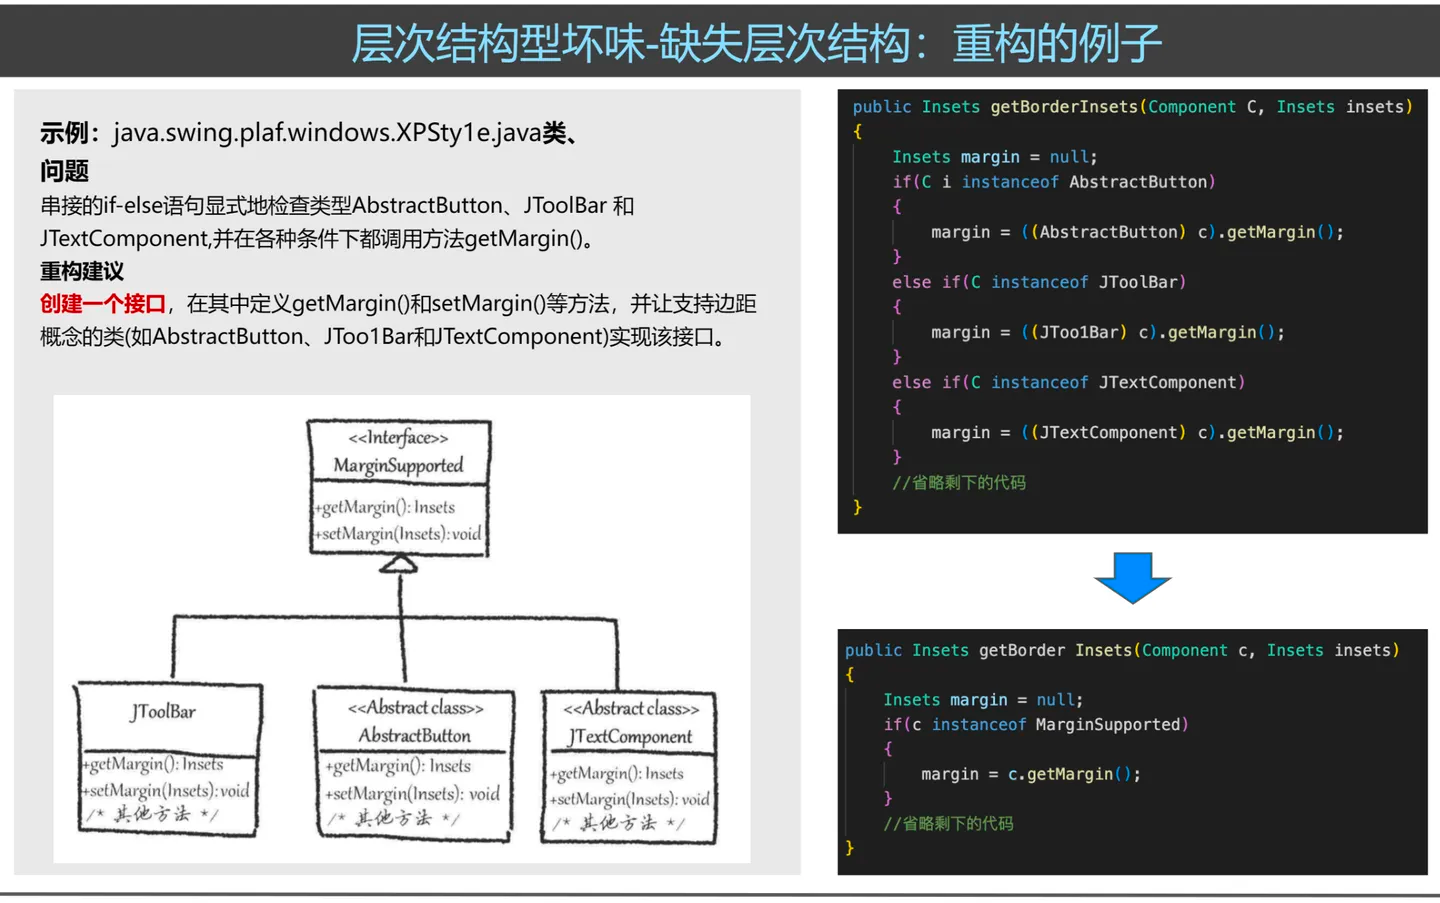 层次结构型坏味-缺失层次结构：重构的例子
示例：java.swing.plaf.windows.XPSty1e.java类、
问题
串接的if-else语句显式地检查类型AbstractButton、JToolBar 和
JTextComponent,并在各种条件下都调用方法getMargin()。
重构建议
创建一个接口，在其中定义getMargin()和setMargin()等方法，并让支持边距
概念的类(如AbstractButton、JToo1Bar和JTextComponent)实现该接口。
<<Interface>>
MarginSupported
+getMargin(): Insets
+setMargin(Insets): void
JToolBar
+getMargin(): Insets
+setMargin(Insets): void
/* 其他方法 */
<<Abstract class>>
AbstractButton
+getMargin(): Insets
+setMargin(Insets): void
/* 其他方法 */
<<Abstract class>>
JTextComponent
+getMargin(): Insets
+setMargin(Insets): void
/* 其他方法 */
public Insets getBorderInsets(Component C, Insets insets)
{
Insets margin = null;
if(C i instanceof AbstractButton)
{
margin = ((AbstractButton) c).getMargin();
}
else if(C instanceof JToolBar)
{
margin = ((JToo1Bar) c).getMargin();
}
else if(C instanceof JTextComponent)
{
margin = ((JTextComponent) c).getMargin();
}
//省略剩下的代码
}
public Insets getBorder Insets(Component c, Insets insets)
{
Insets margin = null;
if(c instanceof MarginSupported)
{
margin = c.getMargin();
}
//省略剩下的代码
}